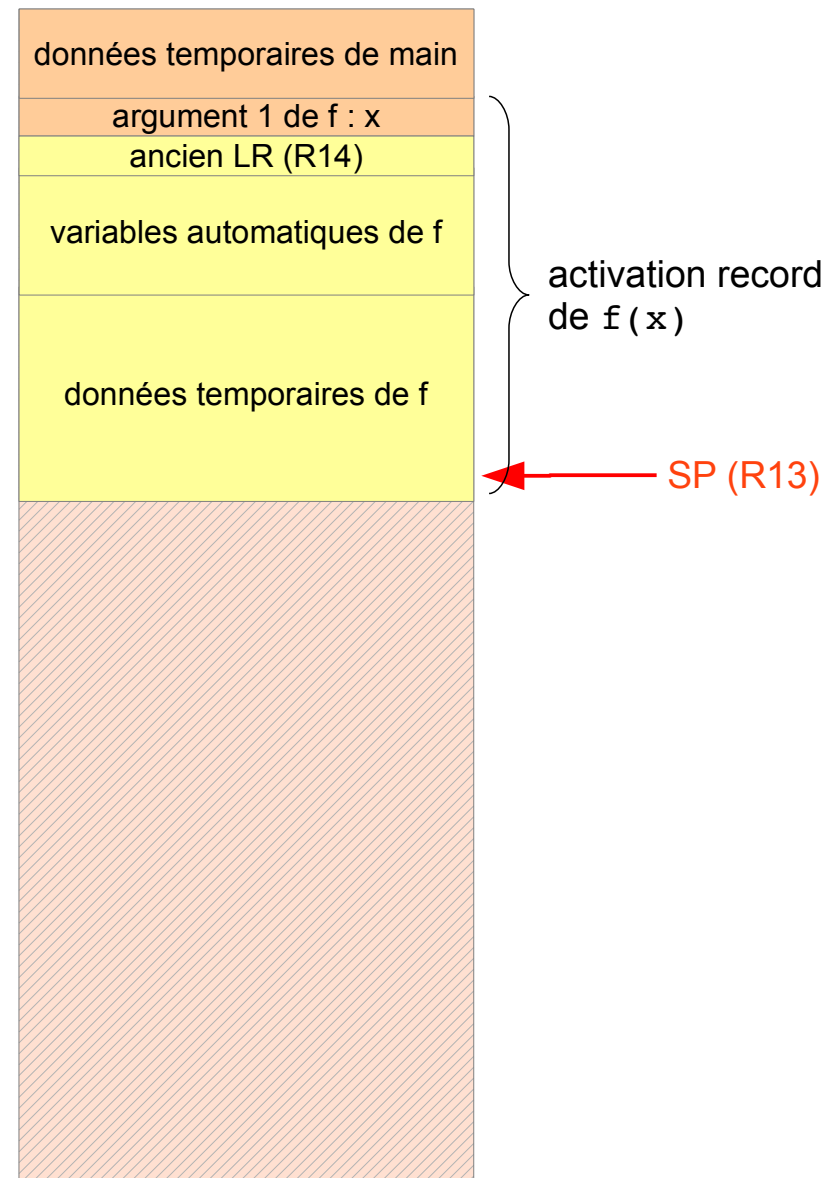 données temporaires de main
argument 1 de f : x
ancien LR (R14)
variables automatiques de f
activation record
de f(x)
données temporaires de f
SP (R13)